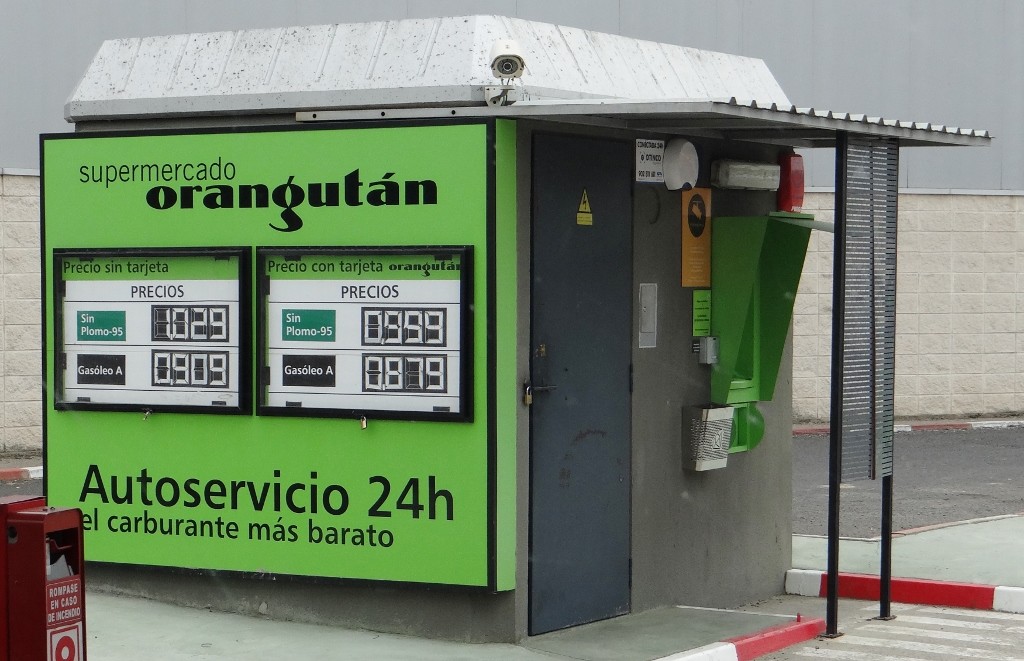 supermercado
orangután
Precio sin tarjeta
PRECIOS
Sin
Plomo-95
Gasóleo A
Precio con tarjeta orangután
PRECIOS
Sin
Plomo-95
Gasóleo A
Autoservicio 24h
el carburante más barato
ROMPASE
EN CASO
DE INCENDIO